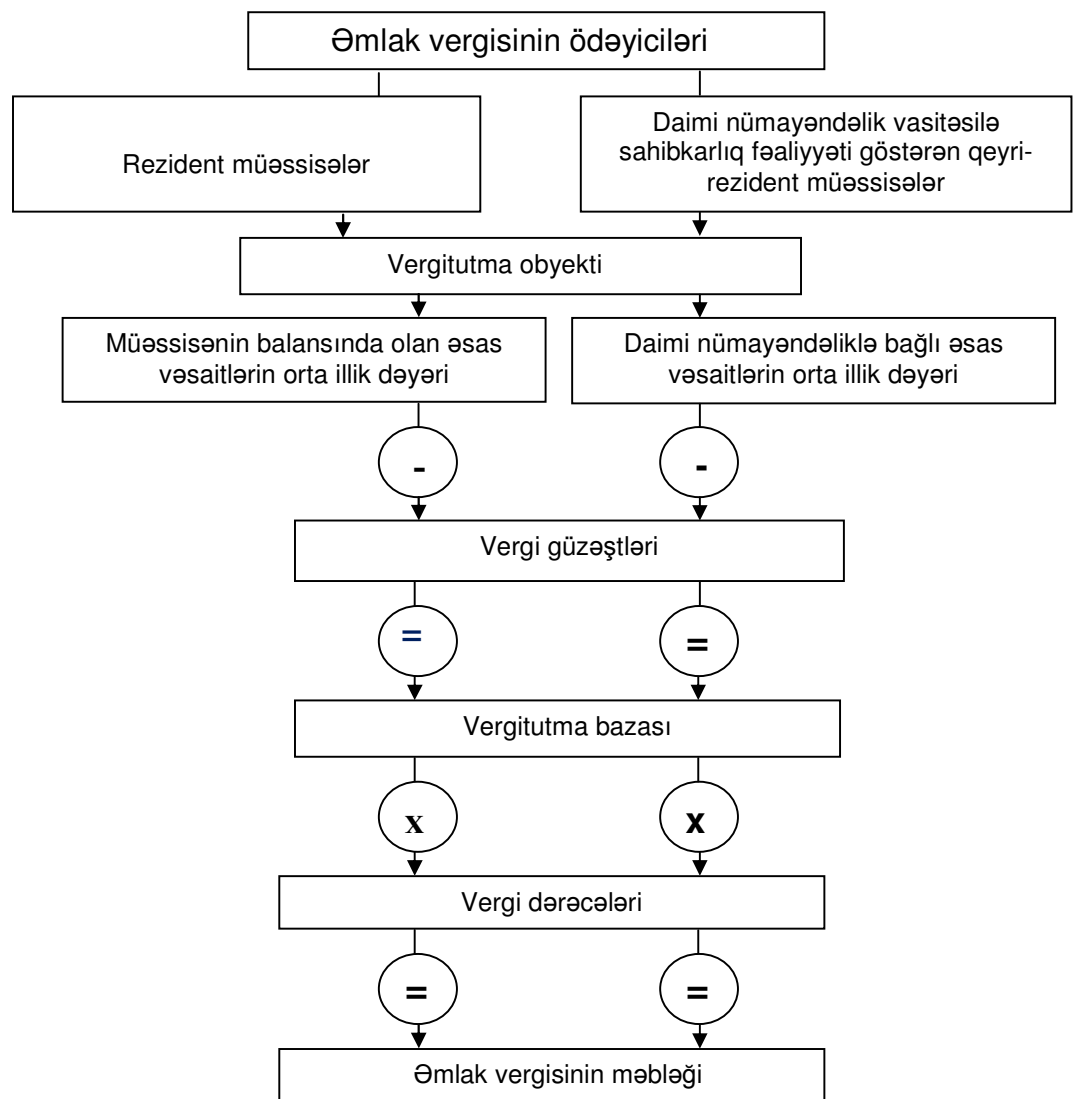 Əmlak vergisinin ödəyiciləri
Rezident müəssisələr
Daimi nümayəndəlik vasitəsilə
sahibkarlıq fəaliyyəti göstərən qeyri-
rezident müəssisələr
Vergitutma obyekti
Müəssisənin balansında olan əsas
vəsaitlərin orta illik dəyəri
Daimi nümayəndəliklə bağlı əsas
vəsaitlərin orta illik dəyəri
-
-
Vergi güzəştləri
=
=
Vergitutma bazası
x
x
Vergi dərəcələri
=
=
Əmlak vergisinin məbləği